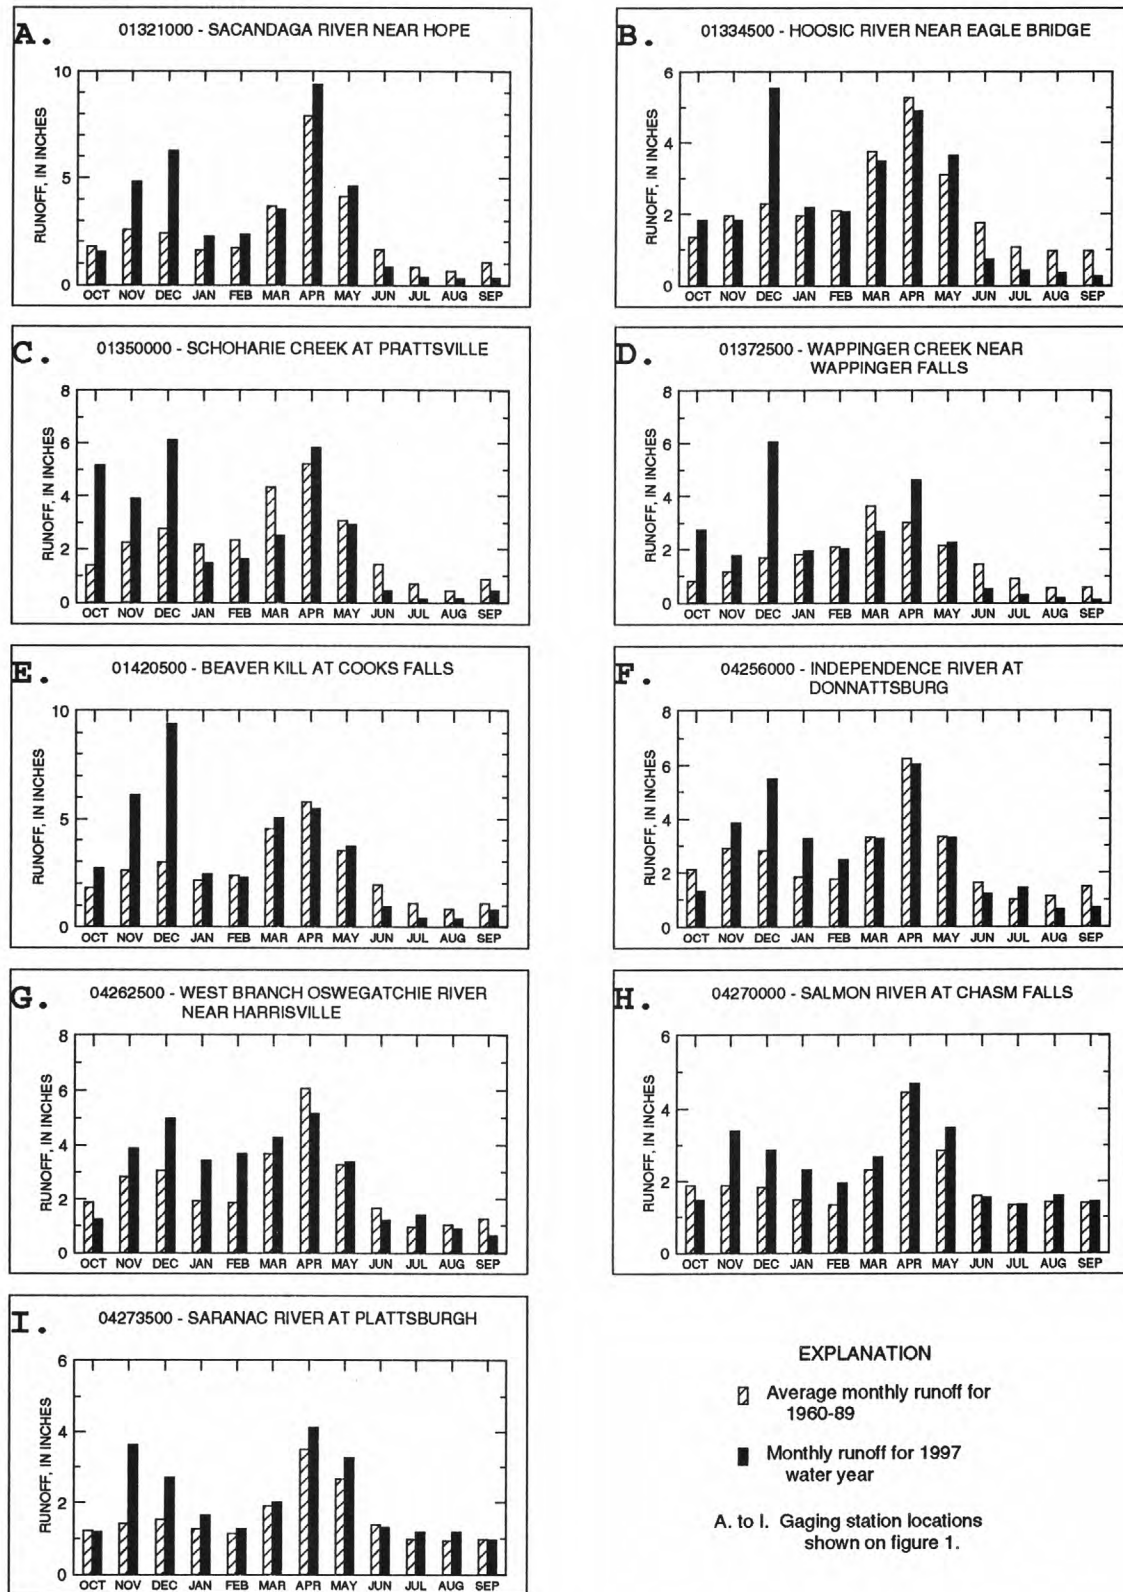 A. 01321000 - SACANDAGA RIVER NEAR HOPE
RUNOFF, IN INCHES
10
5
0
OCT NOV DEC JAN FEB MAR APR MAY JUN JUL AUG SEP
B. 01334500 - HOOSIC RIVER NEAR EAGLE BRIDGE
RUNOFF, IN INCHES
6
4
2
0
OCT NOV DEC JAN FEB MAR APR MAY JUN JUL AUG SEP
C. 01350000 - SCHOHARIE CREEK AT PRATTSVILLE
RUNOFF, IN INCHES
8
6
4
2
0
OCT NOV DEC JAN FEB MAR APR MAY JUN JUL AUG SEP
D. 01372500 - WAPPINGER CREEK NEAR
WAPPINGER FALLS
RUNOFF, IN INCHES
8
6
4
2
0
OCT NOV DEC JAN FEB MAR APR MAY JUN JUL AUG SEP
E. 01420500 - BEAVER KILL AT COOKS FALLS
RUNOFF, IN INCHES
10
5
0
OCT NOV DEC JAN FEB MAR APR MAY JUN JUL AUG SEP
F. 04256000 - INDEPENDENCE RIVER AT
DONNATTSBURG
RUNOFF, IN INCHES
8
6
4
2
0
OCT NOV DEC JAN FEB MAR APR MAY JUN JUL AUG SEP
G. 04262500 - WEST BRANCH OSWEGATCHIE RIVER
NEAR HARRISVILLE
RUNOFF, IN INCHES
8
6
4
2
0
OCT NOV DEC JAN FEB MAR APR MAY JUN JUL AUG SEP
H. 04270000 - SALMON RIVER AT CHASM FALLS
RUNOFF, IN INCHES
6
4
2
0
OCT NOV DEC JAN FEB MAR APR MAY JUN JUL AUG SEP
I. 04273500 - SARANAC RIVER AT PLATTSBURGH
RUNOFF, IN INCHES
6
4
2
0
OCT NOV DEC JAN FEB MAR APR MAY JUN JUL AUG SEP
EXPLANATION
Average monthly runoff for
1960-89
Monthly runoff for 1997
water year
A. to I. Gaging station locations
shown on figure 1.